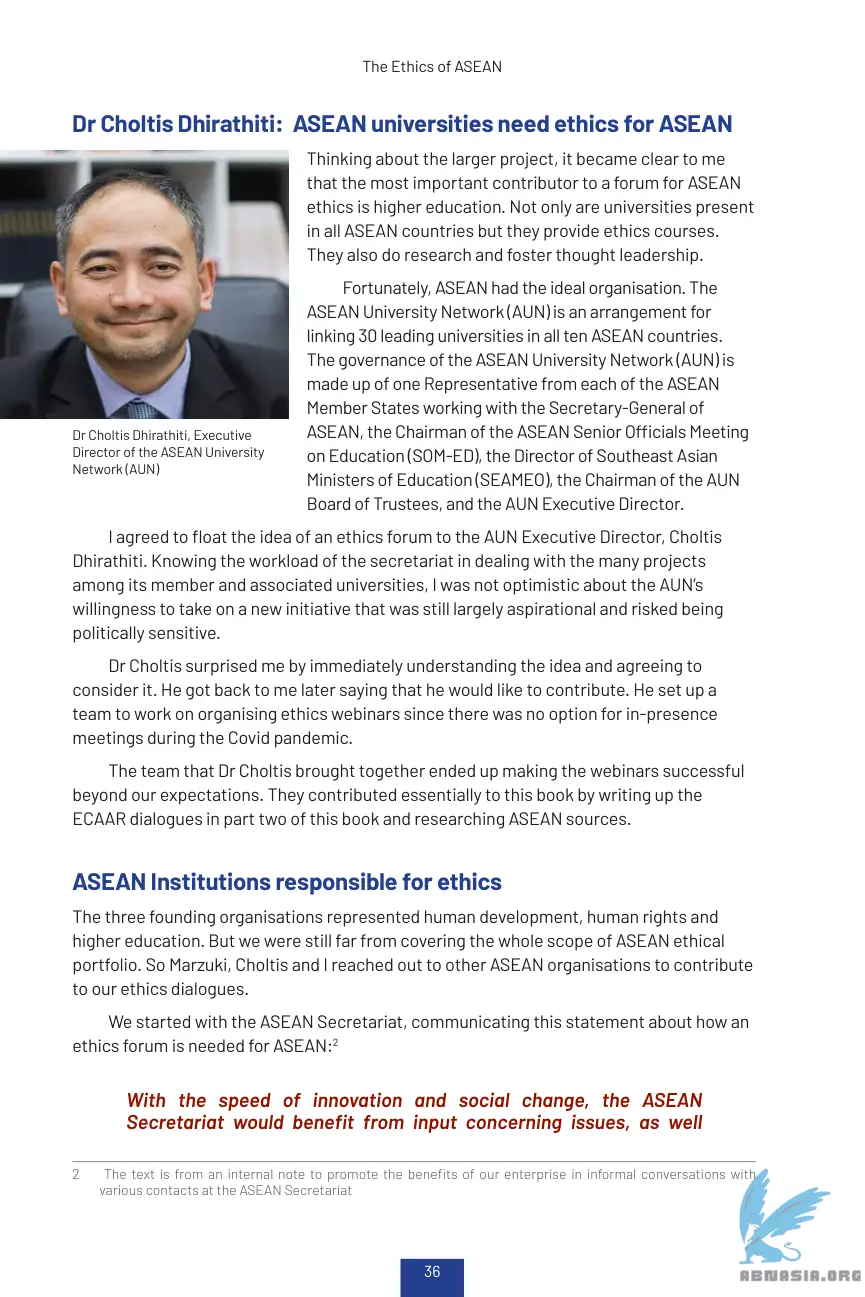 The Ethics of ASEAN
Dr Choltis Dhirathiti: ASEAN universities need ethics for ASEAN
Thinking about the larger project, it became clear to me
that the most important contributor to a forum for ASEAN
ethics is higher education. Not only are universities present
in all ASEAN countries but they provide ethics courses.
They also do research and foster thought leadership.
Fortunately, ASEAN had the ideal organisation. The
ASEAN University Network (AUN) is an arrangement for
linking 30 leading universities in all ten ASEAN countries.
The governance of the ASEAN University Network (AUN) is
made up of one Representative from each of the ASEAN
Member States working with the Secretary-General of
ASEAN, the Chairman of the ASEAN Senior Officials Meeting
on Education (SOM-ED), the Director of Southeast Asian
Ministers of Education (SEAMEO), the Chairman of the AUN
Board of Trustees, and the AUN Executive Director.
Dr Choltis Dhirathiti, Executive
Director of the ASEAN University
Network (AUN)
I agreed to float the idea of an ethics forum to the AUN Executive Director, Choltis
Dhirathiti. Knowing the workload of the secretariat in dealing with the many projects
among its member and associated universities, I was not optimistic about the AUN's
willingness to take on a new initiative that was still largely aspirational and risked being
politically sensitive.
Dr Choltis surprised me by immediately understanding the idea and agreeing to
consider it. He got back to me later saying that he would like to contribute. He set up a
team to work on organising ethics webinars since there was no option for in-presence
meetings during the Covid pandemic.
The team that Dr Choltis brought together ended up making the webinars successful
beyond our expectations. They contributed essentially to this book by writing up the
ECAAR dialogues in part two of this book and researching ASEAN sources.
ASEAN Institutions responsible for ethics
The three founding organisations represented human development, human rights and
higher education. But we were still far from covering the whole scope of ASEAN ethical
portfolio. So Marzuki, Choltis and I reached out to other ASEAN organisations to contribute
to our ethics dialogues.
We started with the ASEAN Secretariat, communicating this statement about how an
ethics forum is needed for ASEAN:2
With the speed of innovation and social change, the ASEAN
Secretariat would benefit from input concerning issues, as well
2 The text is from an internal note to promote the benefits of our enterprise in informal conversations with
various contacts at the ASEAN Secretariat
36
ABNASIA.ORG